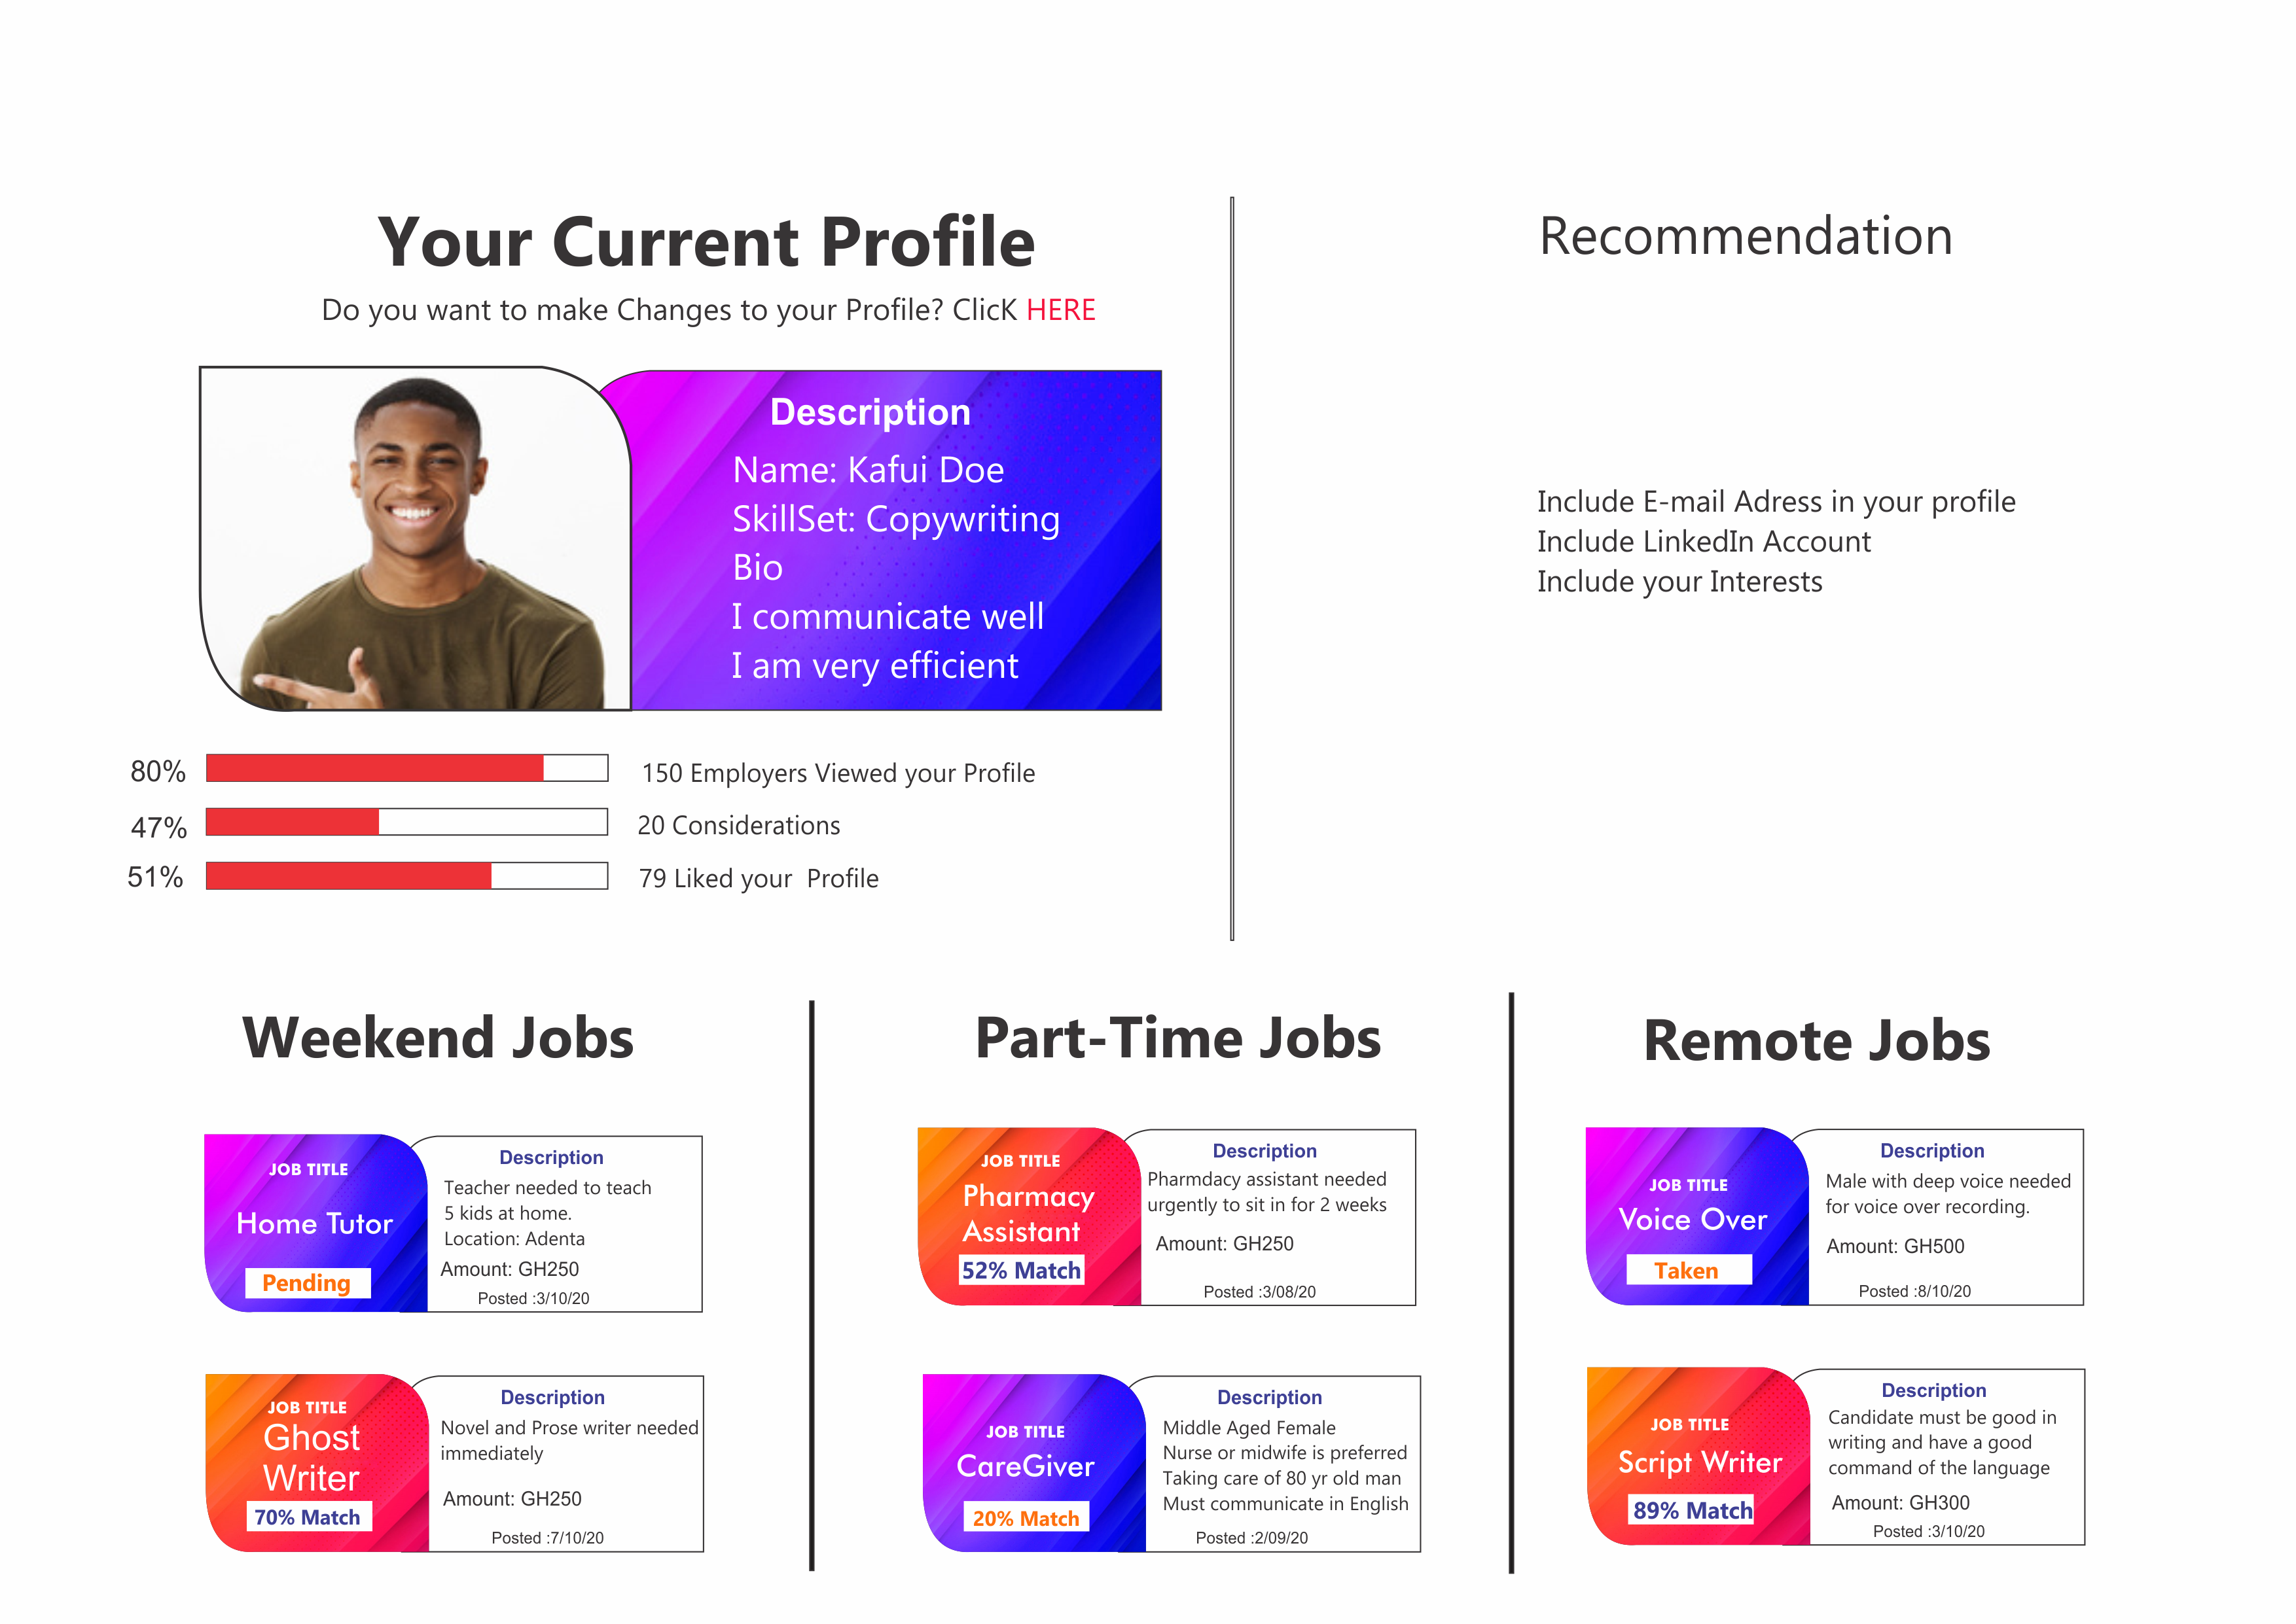 Your Current Profile
Do you want to make Changes to your Profile? ClicK HERE
Description
Name: Kafui Doe
SkillSet: Copywriting
Bio
I communicate well
I am very efficient
80%
150 Employers Viewed your Profile
47%
20 Considerations
51%
79 Liked your  Profile
Recommendation
Include E-mail Adress in your profile
Include LinkedIn Account
Include your Interests
Weekend Jobs
JOB TITLE
Home Tutor
Pending
Description
Teacher needed to teach
5 kids at home.
Location: Adenta
Amount: GH250
Posted :3/10/20
JOB TITLE
Ghost
Writer
70% Match
Description
Novel and Prose writer needed
immediately
Amount: GH250
Posted :7/10/20
Part-Time Jobs
JOB TITLE
Pharmacy
Assistant
52% Match
Description
Pharmdacy assistant needed
urgently to sit in for 2 weeks
Amount: GH250
Posted :3/08/20
JOB TITLE
CareGiver
20% Match
Description
Middle Aged Female
Nurse or midwife is preferred
Taking care of 80 yr old man
Must communicate in English
Posted :2/09/20
Remote Jobs
JOB TITLE
Voice Over
Taken
Description
Male with deep voice needed
for voice over recording.
Amount: GH500
Posted :8/10/20
JOB TITLE
Script Writer
89% Match
Description
Candidate must be good in
writing and have a good
command of the language
Amount: GH300
Posted :3/10/20